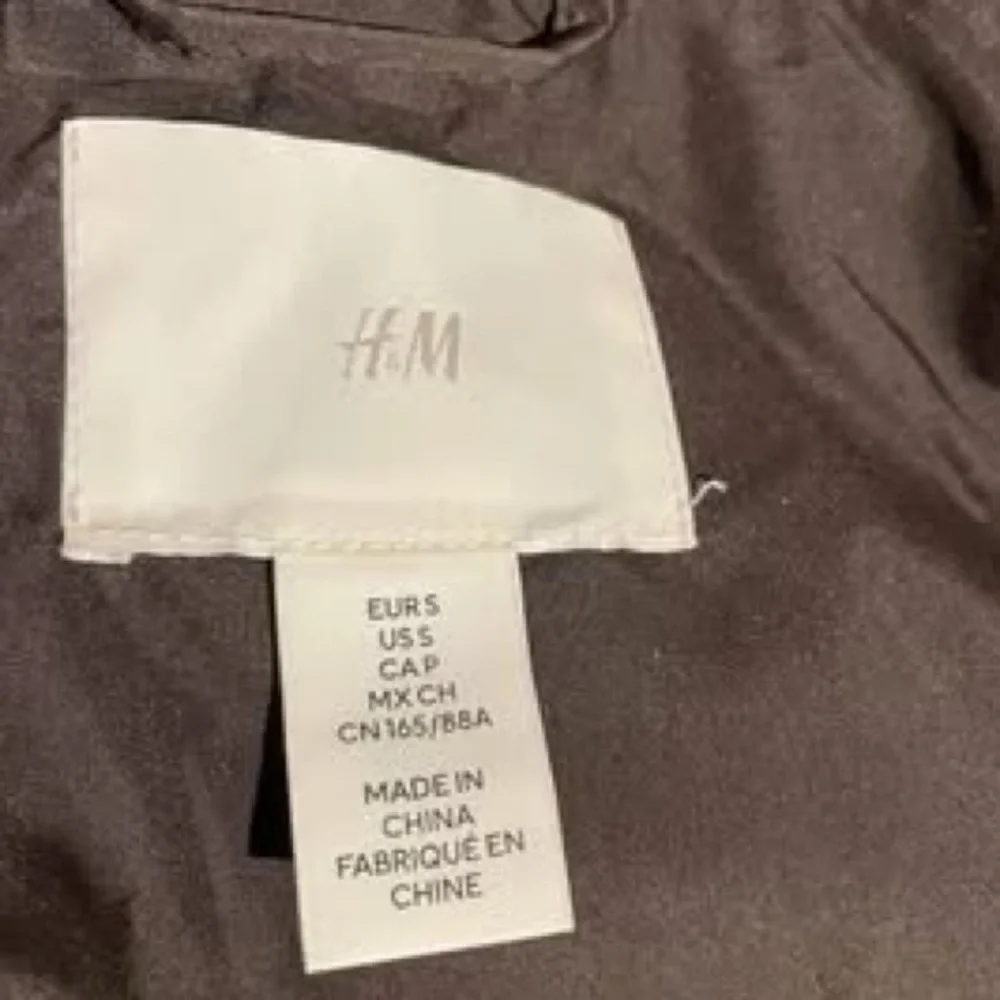 H&M
EUR S
US S
CA P
MX CH
CN 165/88A
MADE IN
CHINA
FABRIQUÉ EN
CHINE